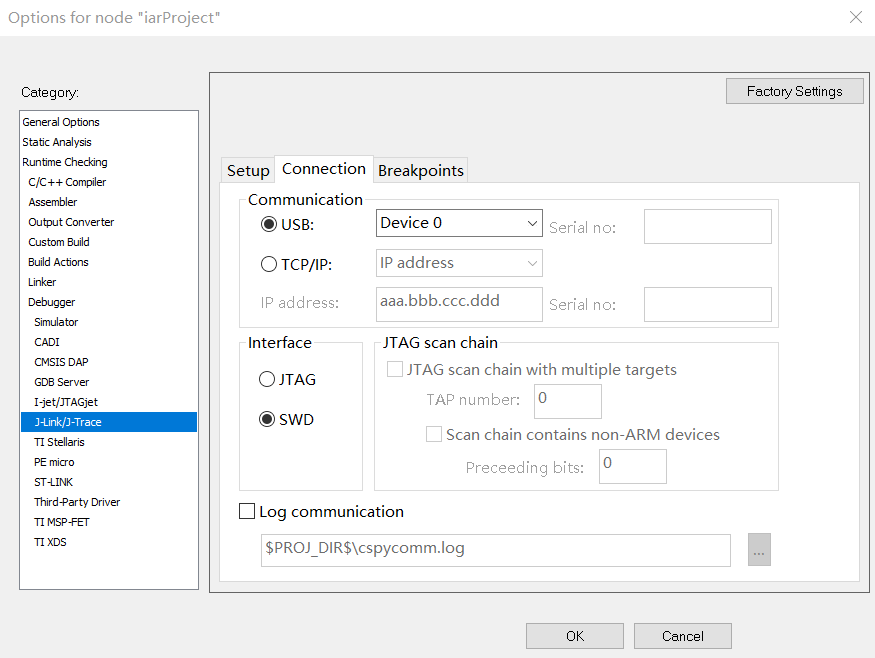 Options for node "iarProject"
Category:
General Options
Static Analysis
Runtime Checking
C/C++ Compiler
Assembler
Output Converter
Custom Build
Build Actions
Linker
Debugger
Simulator
CADI
CMSIS DAP
GDB Server
I-jet/JTAGjet
J-Link/J-Trace
TI Stellaris
PE micro
ST-LINK
Third-Party Driver
TI MSP-FET
TI XDS
Factory Settings
Setup Connection Breakpoints
Communication
USB: Device 0 Serial no:
TCP/IP: IP address
IP address: aaa.bbb.ccc.ddd Serial no:
Interface
JTAG
SWD
JTAG scan chain
JTAG scan chain with multiple targets
TAP number: 0
Scan chain contains non-ARM devices
Preceeding bits: 0
Log communication
$PROJ_DIR$\cspycomm.log ...
OK Cancel